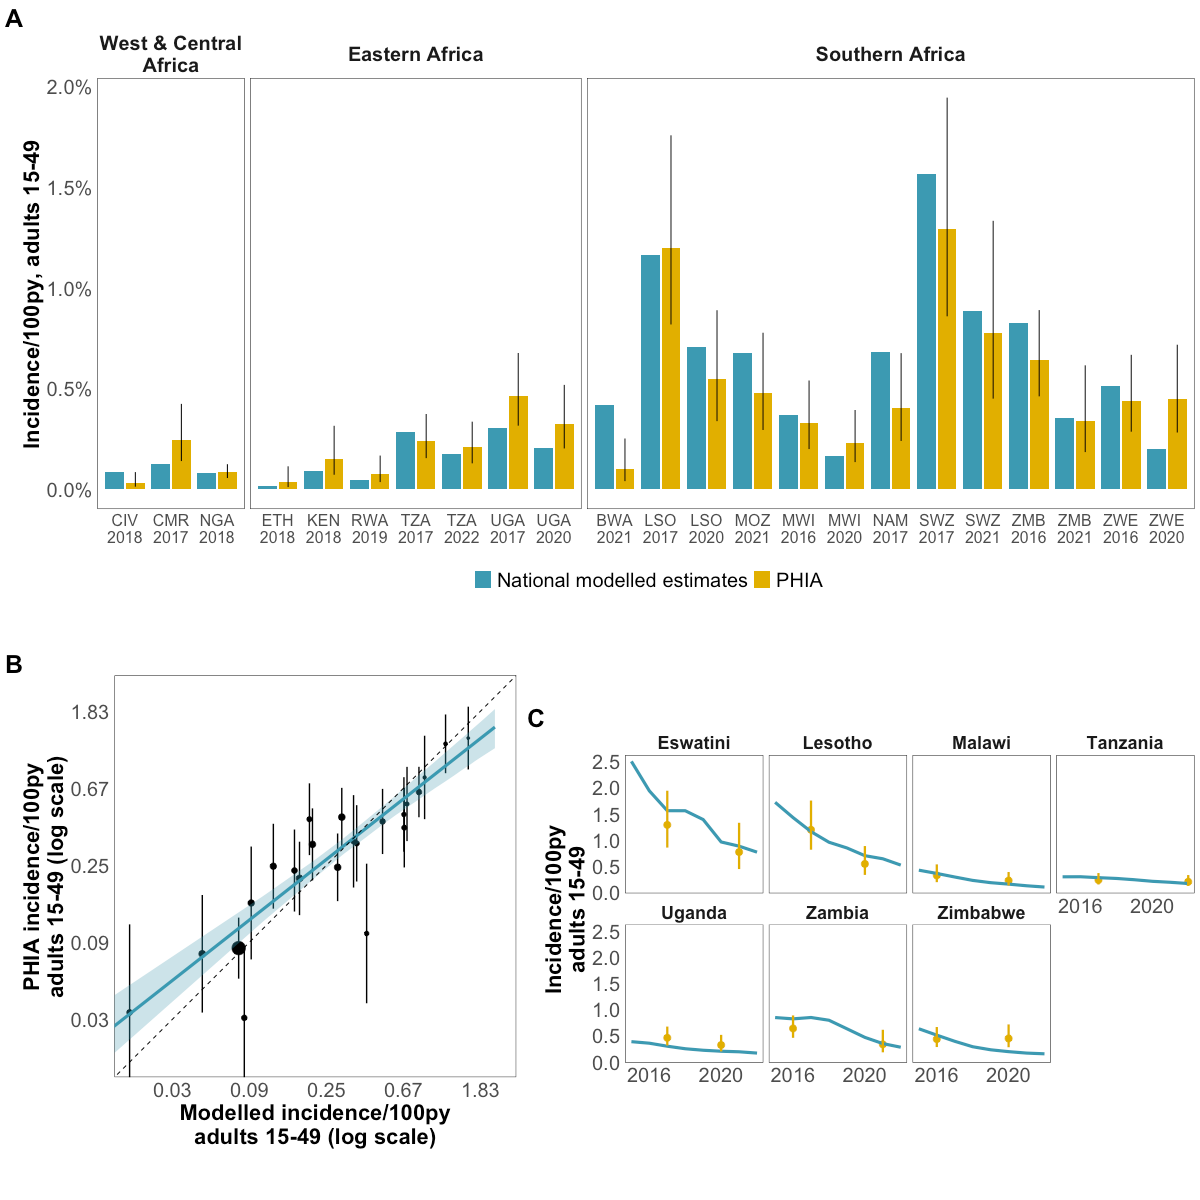 A
West & Central
Africa
Eastern Africa
Southern Africa
Incidence/100py, adults 15-49
2.0%
1.5%
1.0%
0.5%
0.0%
CIV CMR NGA ETH KEN RWA TZA TZA UGA UGA BWA LSO LSO MOZ MWI MWI NAM SWZ SWZ ZMB ZMB ZWE ZWE
2018 2017 2018 2018 2018 2019 2017 2022 2017 2020 2021 2017 2020 2021 2016 2020 2017 2017 2021 2016 2021 2016 2020
National modelled estimates PHIA
B
PHIA incidence/100py
adults 15-49 (log scale)
1.83
0.67
0.25
0.09
0.03
0.03 0.09 0.25 0.67 1.83
Modelled incidence/100py
adults 15-49 (log scale)
C
Incidence/100py
adults 15-49
Eswatini Lesotho Malawi Tanzania
2.5
2.0
1.5
1.0
0.5
0.0
2016 2020
Uganda Zambia Zimbabwe
2.5
2.0
1.5
1.0
0.5
0.0
2016 2020 2016 2020 2016 2020